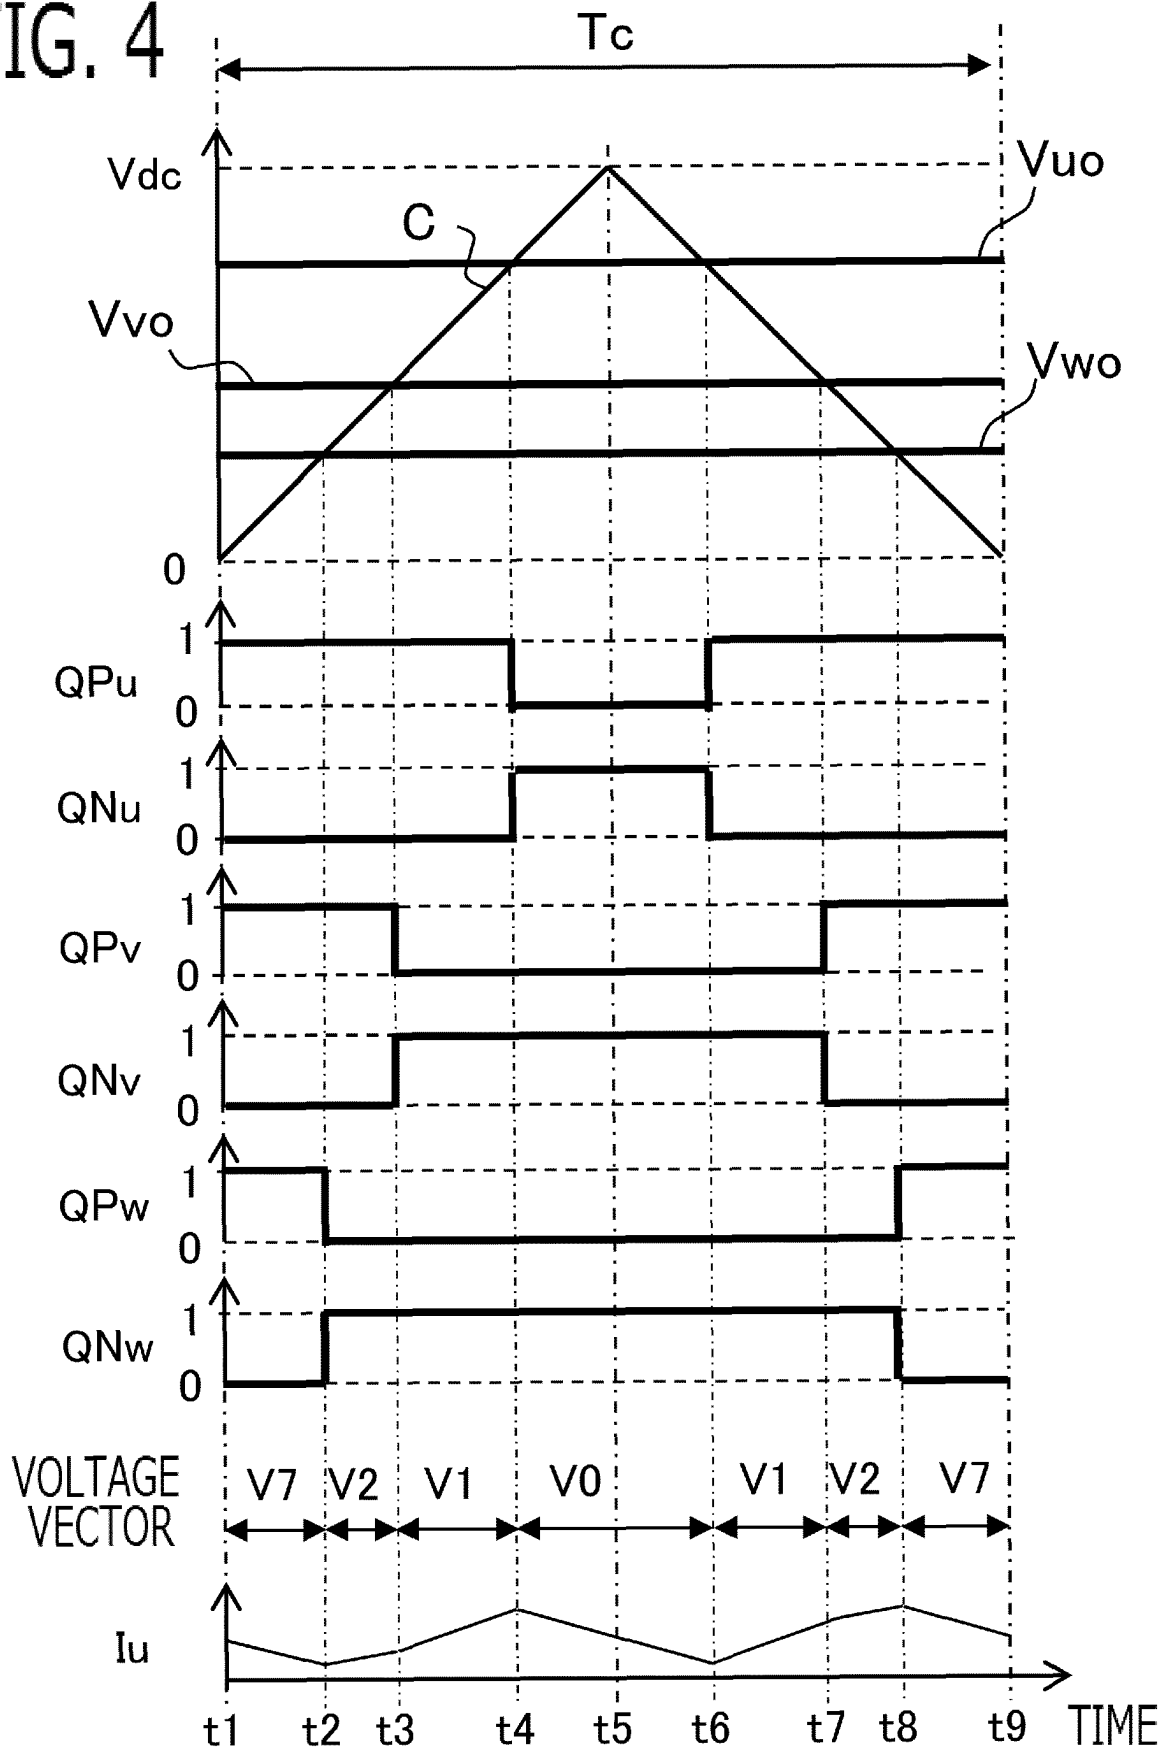 FIG. 4
Tc
Vdc
Vuo
C
Vvo
Vwo
0
1
QPu
0
1
QNu
0
1
QPv
0
1
QNv
0
1
QPw
0
1
QNw
0
VOLTAGE
VECTOR
V7 V2 V1 V0 V1 V2 V7
Iu
t1 t2 t3 t4 t5 t6 t7 t8 t9 TIME